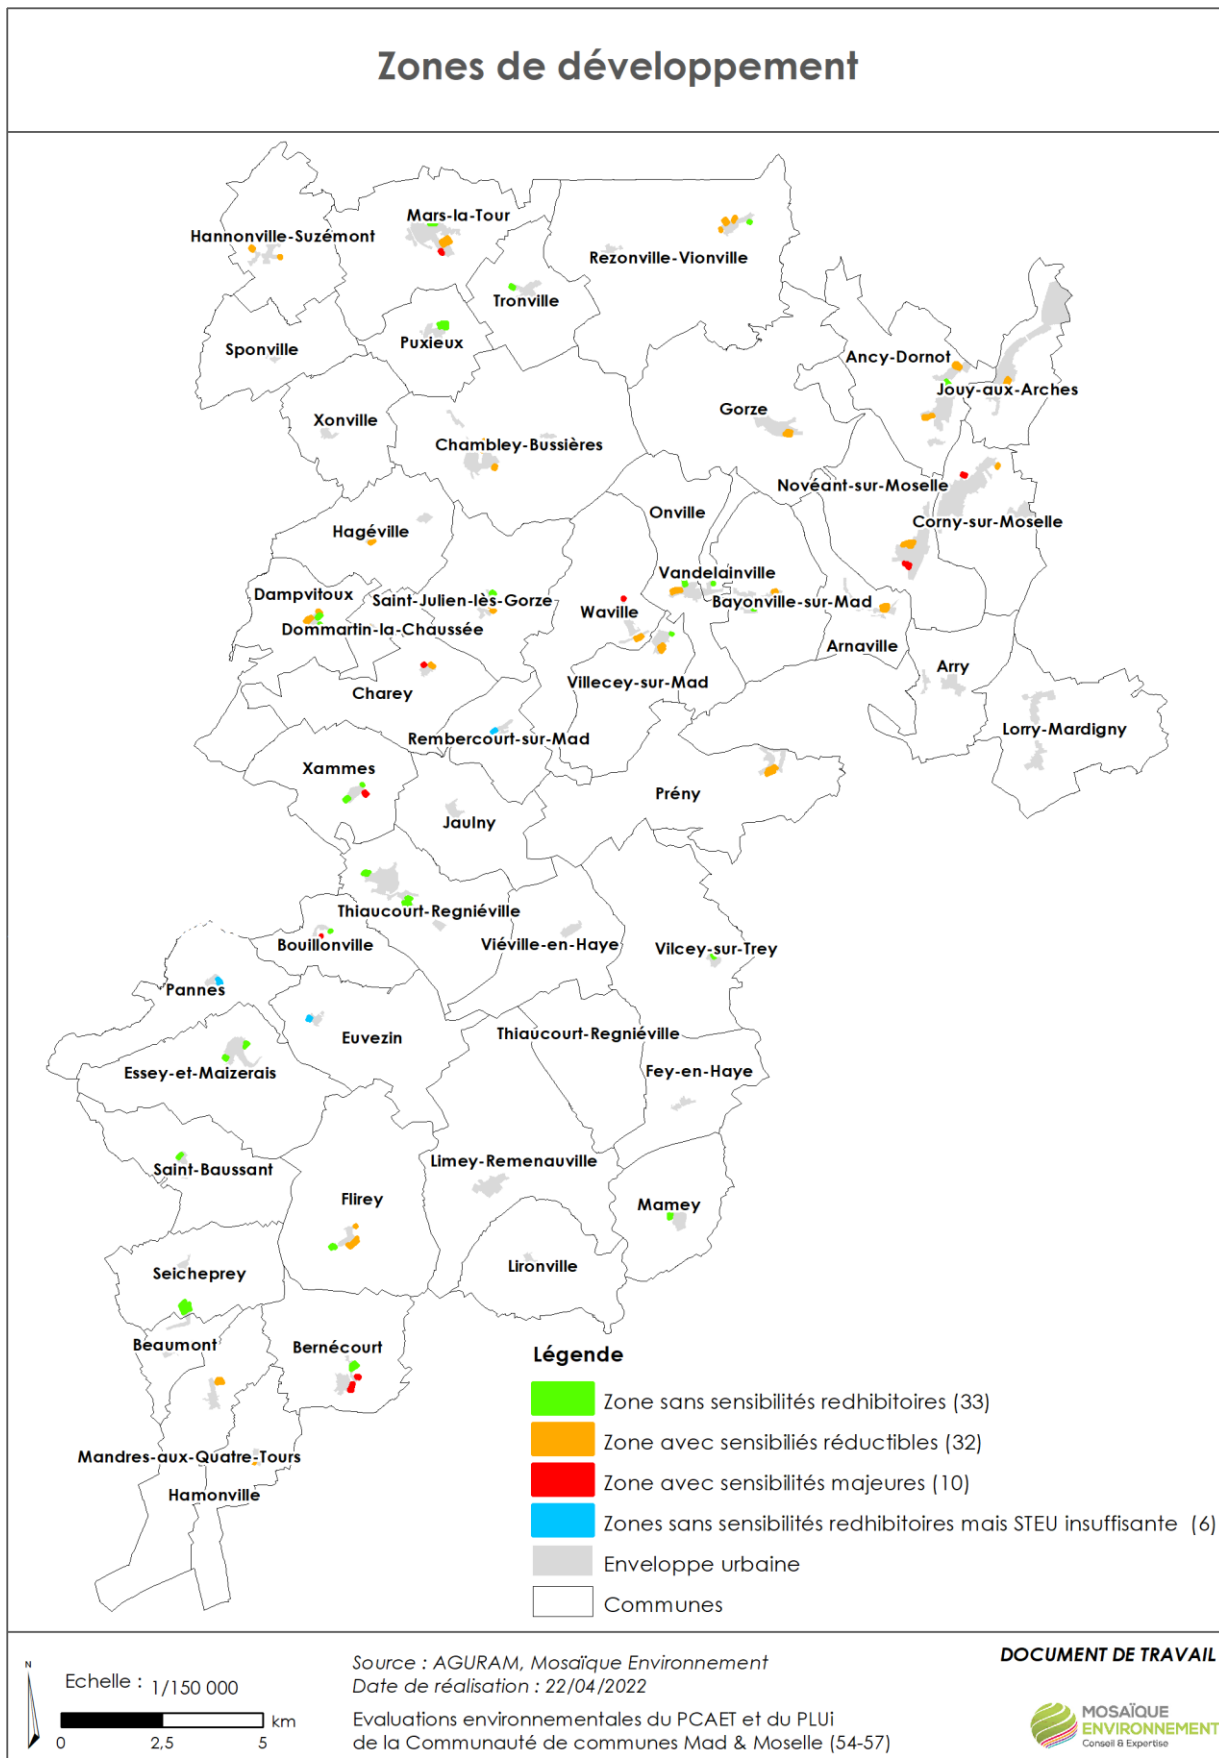 Zones de développement
Mars-la-Tour
Hannonville-Suzémont
Rezonville-Vionville
Tronville
Puxieux
Sponville
Ancy-Dornot
Jouy-aux-Arches
Gorze
Xonville
Chambley-Bussières
Novéant-sur-Moselle
Onville
Corny-sur-Moselle
Hagéville
Vandelainville
Dampvitoux
Saint-Julien-lès-Gorze
Bayonville-sur-Mad
Waville
Dommartin-la-Chaussée
Arnaville
Arry
Charey
Villecey-sur-Mad
Lorry-Mardigny
Rembercourt-sur-Mad
Xammes
Prény
Jaulny
Thiaucourt-Regniéville
Bouillonville
Viéville-en-Haye
Vilcey-sur-Trey
Pannes
Euvezin
Thiaucourt-Regniéville
Essey-et-Maizerais
Fey-en-Haye
Saint-Baussant
Limey-Remenauville
Flirey
Mamey
Seicheprey
Lironville
Beaumont
Bernécourt
Mandres-aux-Quatre-Tours
Hamonville
Légende
Zone sans sensibilités redhibitoires (33)
Zone avec sensibiliés réductibles (32)
Zone avec sensibilités majeures (10)
Zones sans sensibilités redhibitoires mais STEU insuffisante (6)
Enveloppe urbaine
Communes
N
Echelle : 1/150 000
0 2,5 5 km
Source : AGURAM, Mosaïque Environnement
Date de réalisation : 22/04/2022
Evaluations environnementales du PCAET et du PLUi
de la Communauté de communes Mad & Moselle (54-57)
DOCUMENT DE TRAVAIL
MOSAÏQUE
ENVIRONNEMENT
Conseil & Expertise